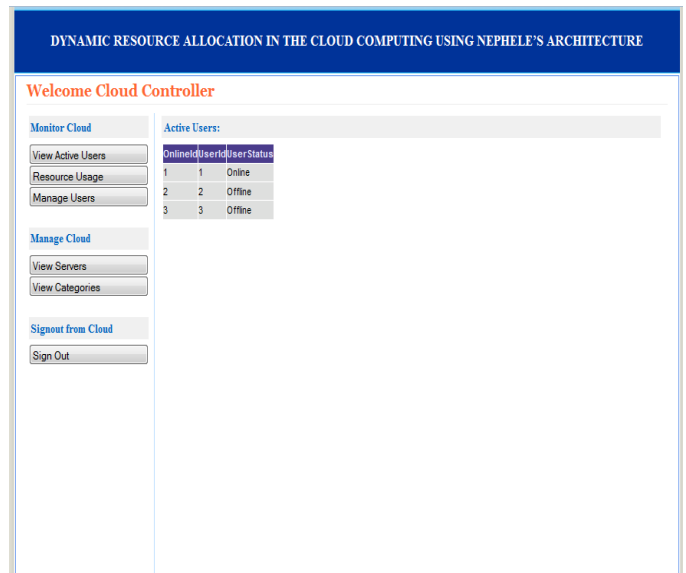 DYNAMIC RESOURCE ALLOCATION IN THE CLOUD COMPUTING USING NEPHELE'S ARCHITECTURE
Welcome Cloud Controller
Monitor Cloud
View Active Users
Resource Usage
Manage Users
Manage Cloud
View Servers
View Categories
Signout from Cloud
Sign Out
Active Users:
OnlineId UserId UserStatus
1 1 Online
2 2 Offline
3 3 Offline